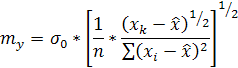 m_y = σ_0 * [1/n * (x_k − x̂)^{1/2} / ∑(x_i − x̂)^2]^{1/2}